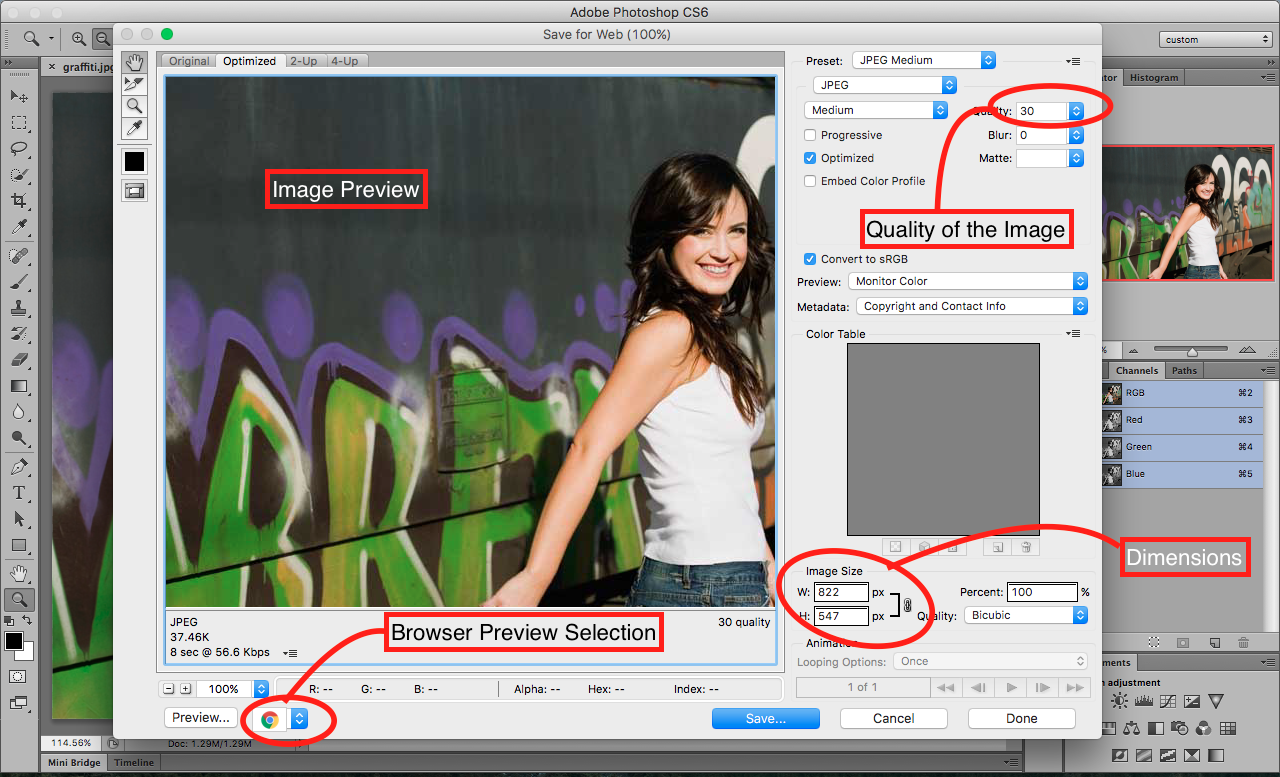 Adobe Photoshop CS6
Save for Web (100%)
custom
× graffiti.jpg
Original Optimized 2-Up 4-Up
Preset: JPEG Medium
JPEG
Medium
Quality: 30
Progressive
Blur: 0
Optimized
Matte:
Embed Color Profile
Histogram
Image Preview
Quality of the Image
Convert to sRGB
Preview: Monitor Color
Metadata: Copyright and Contact Info
Color Table
Channels Paths
RGB ⌘2
Red ⌘3
Green ⌘4
Blue ⌘5
Dimensions
Image Size
W: 822 px
Percent: 100 %
H: 547 px
Quality: Bicubic
JPEG
37.46K
8 sec @ 56.6 Kbps
30 quality
Browser Preview Selection
Animation
Looping Options: Once
1 of 1
100%
R: -- G: -- B: -- Alpha: -- Hex: -- Index: --
Preview...
Save... Cancel Done
adjustment
114.56% Doc: 1.29M/1.29M
Mini Bridge Timeline